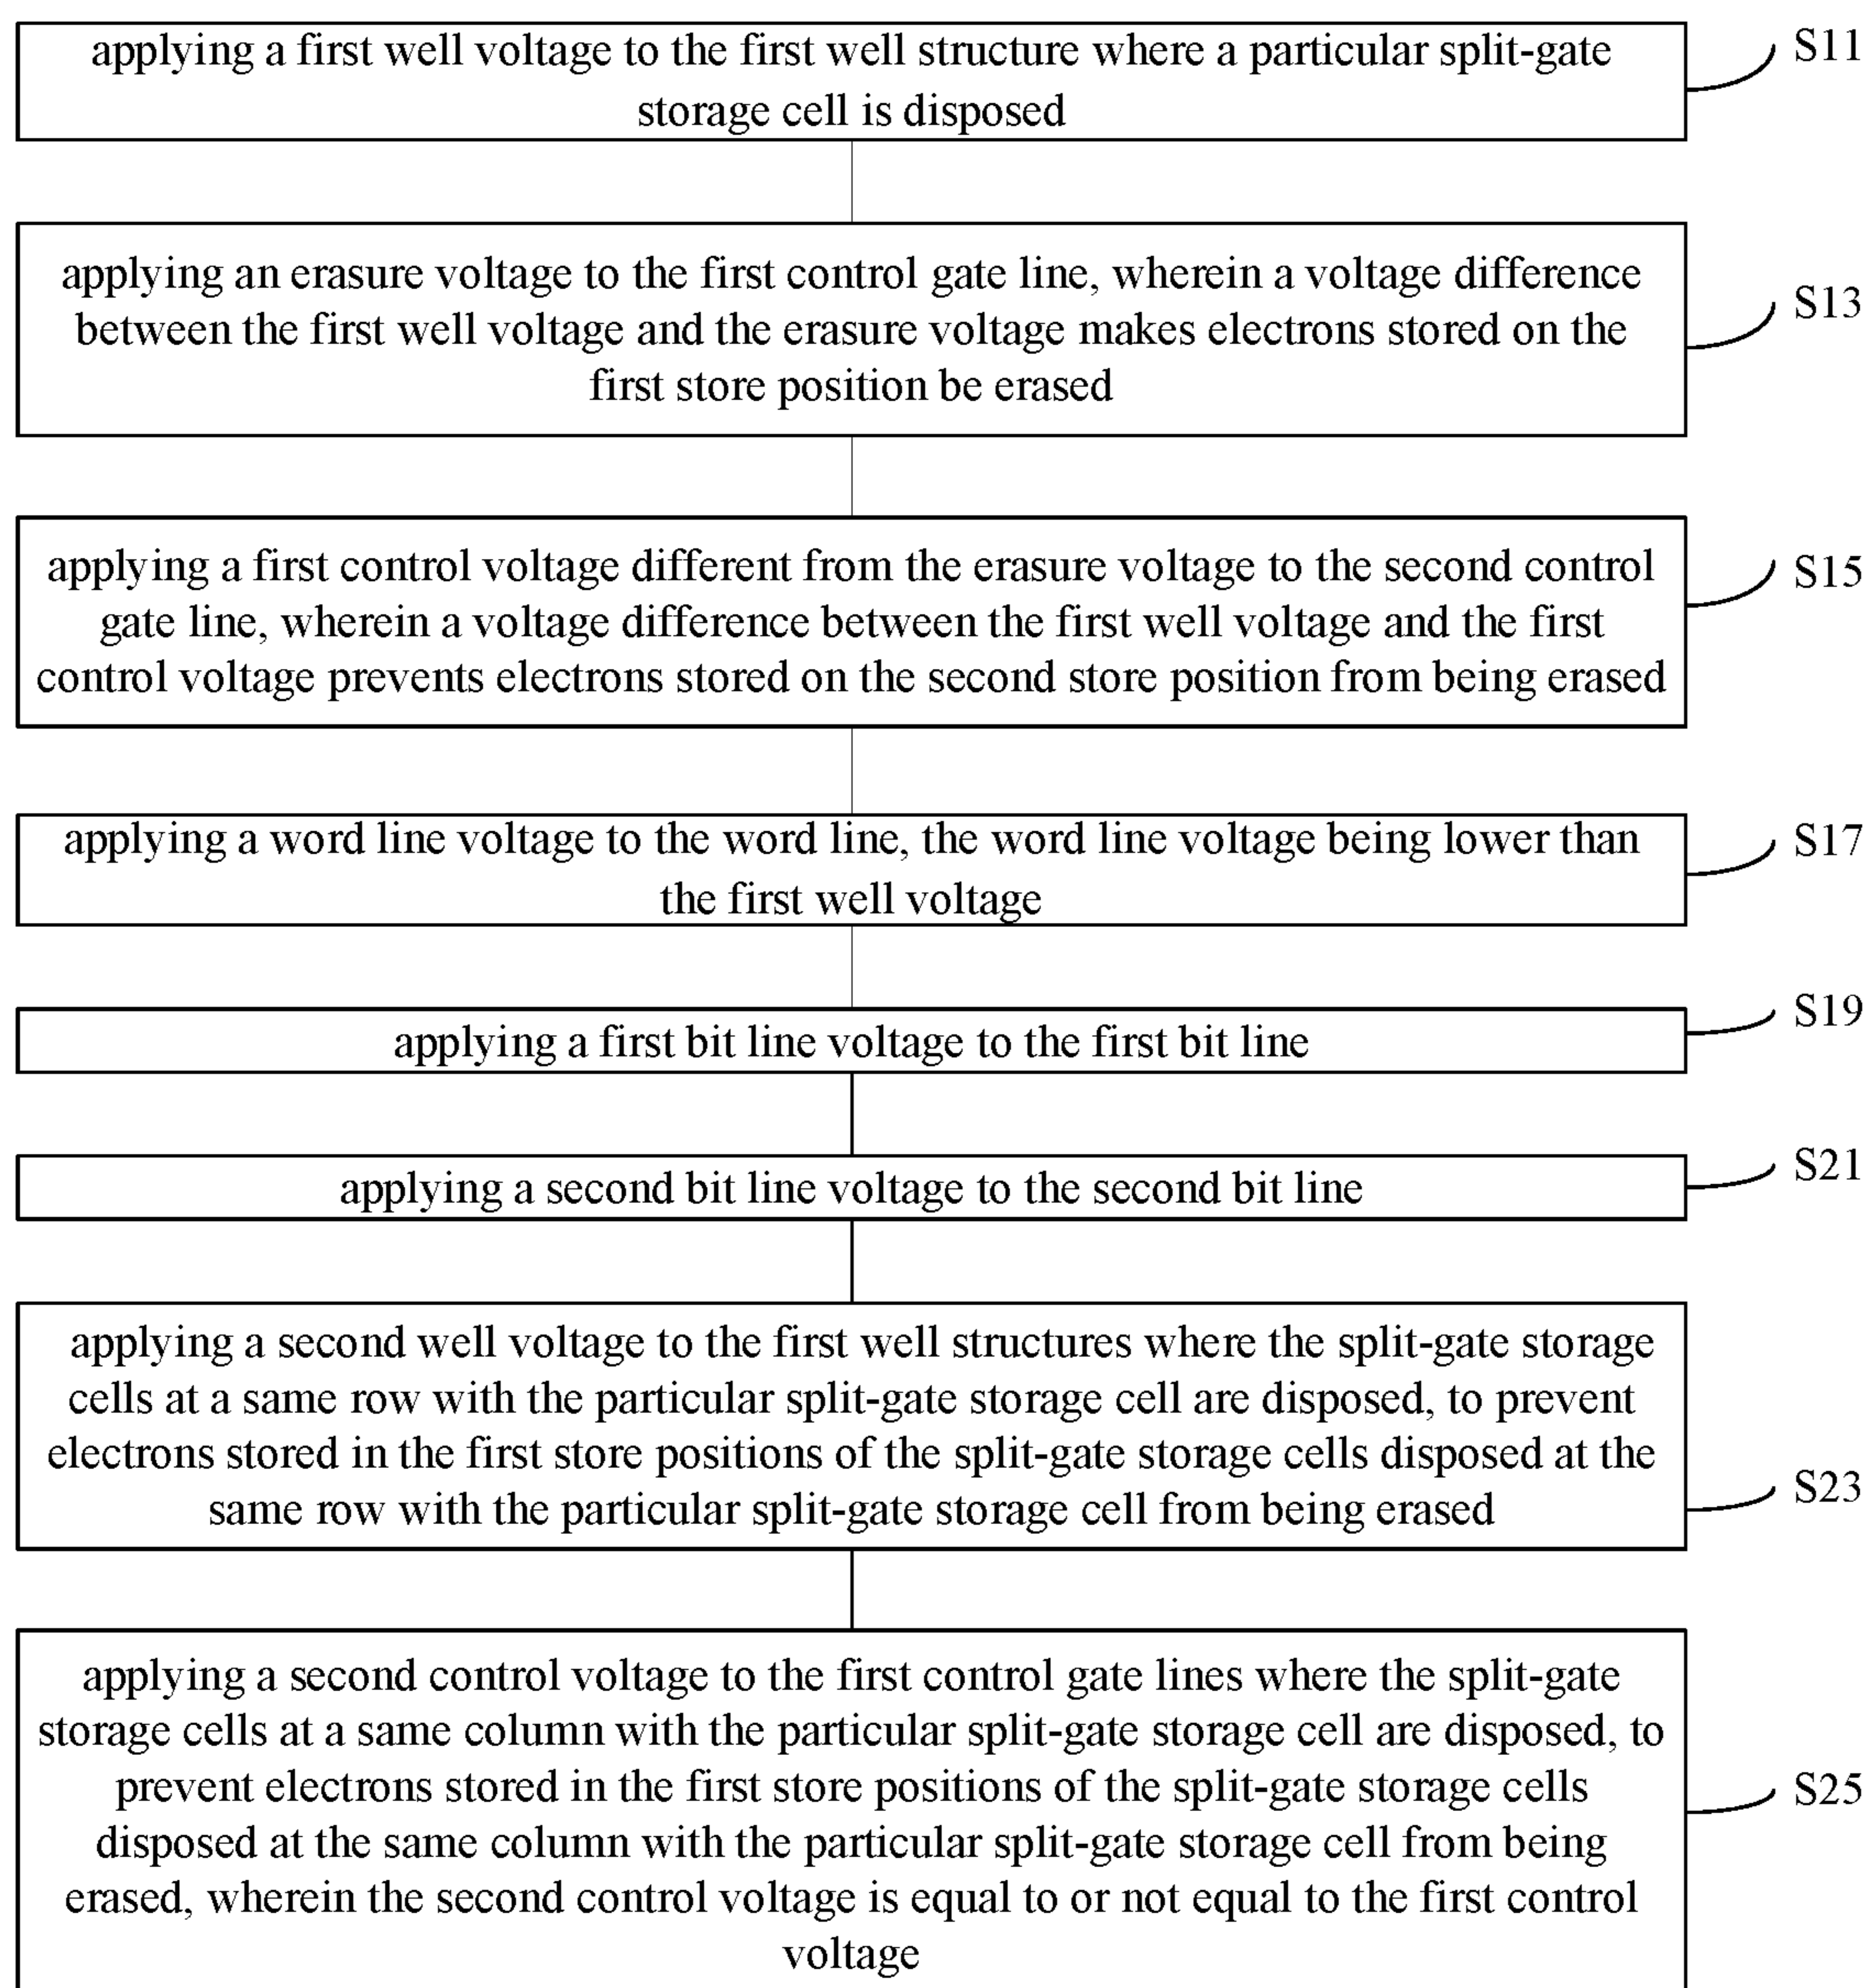 applying a first well voltage to the first well structure where a particular split-gate
storage cell is disposed
S11
applying an erasure voltage to the first control gate line, wherein a voltage difference
between the first well voltage and the erasure voltage makes electrons stored on the
first store position be erased
S13
applying a first control voltage different from the erasure voltage to the second control
gate line, wherein a voltage difference between the first well voltage and the first
control voltage prevents electrons stored on the second store position from being erased
S15
applying a word line voltage to the word line, the word line voltage being lower than
the first well voltage
S17
applying a first bit line voltage to the first bit line
S19
applying a second bit line voltage to the second bit line
S21
applying a second well voltage to the first well structures where the split-gate storage
cells at a same row with the particular split-gate storage cell are disposed, to prevent
electrons stored in the first store positions of the split-gate storage cells disposed at the
same row with the particular split-gate storage cell from being erased
S23
applying a second control voltage to the first control gate lines where the split-gate
storage cells at a same column with the particular split-gate storage cell are disposed, to
prevent electrons stored in the first store positions of the split-gate storage cells
disposed at the same column with the particular split-gate storage cell from being
erased, wherein the second control voltage is equal to or not equal to the first control
voltage
S25